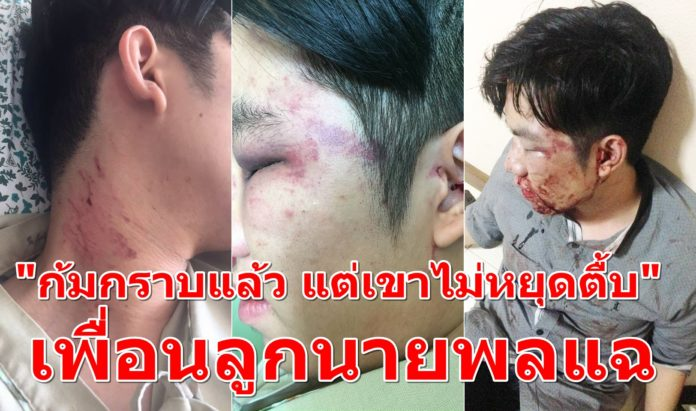 "ก้มกราบแล้ว แต่เขาไม่หยุดตื้บ"
เพื่อนลูกนายพลแฉ